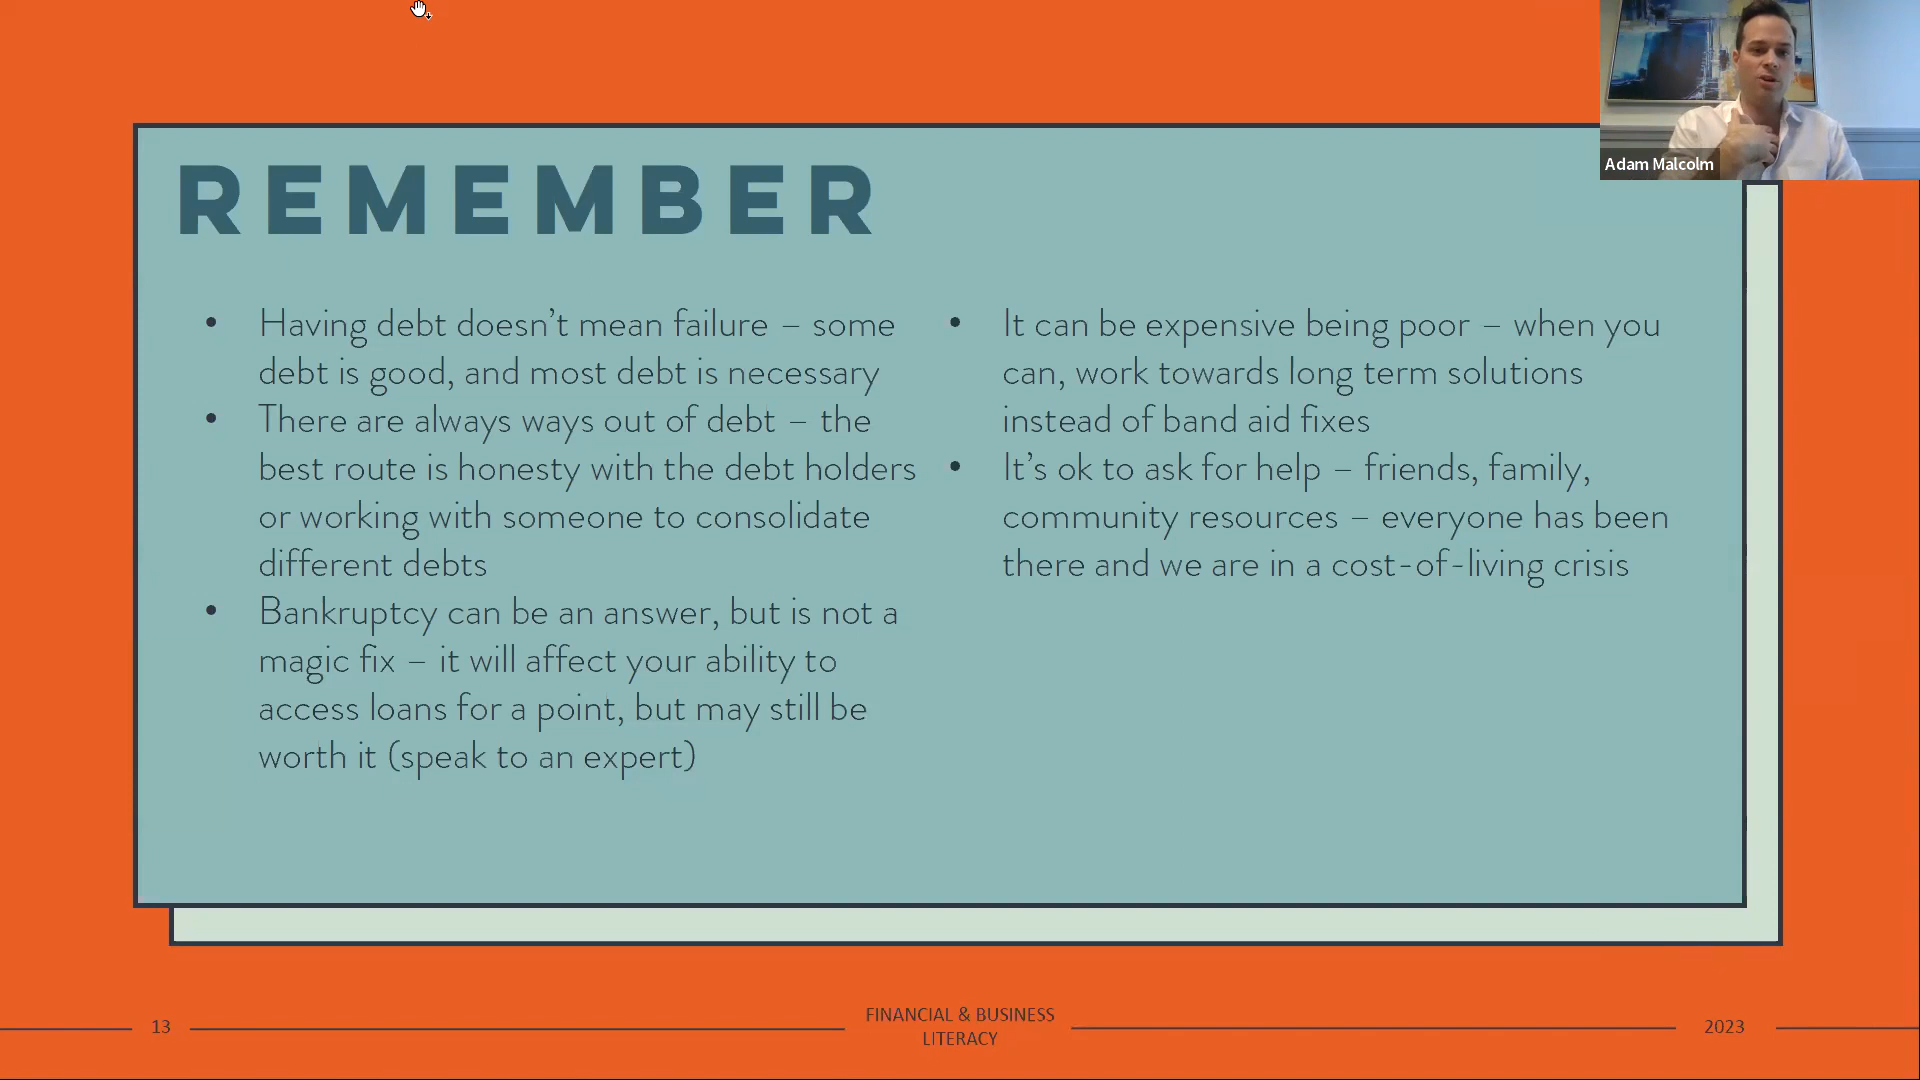 REMEMBER
• Having debt doesn’t mean failure – some
debt is good, and most debt is necessary
• There are always ways out of debt – the
best route is honesty with the debt holders
or working with someone to consolidate
different debts
• Bankruptcy can be an answer, but is not a
magic fix – it will affect your ability to
access loans for a point, but may still be
worth it (speak to an expert)
• It can be expensive being poor – when you
can, work towards long term solutions
instead of band aid fixes
• It’s ok to ask for help – friends, family,
community resources – everyone has been
there and we are in a cost-of-living crisis
Adam Malcolm
13
FINANCIAL & BUSINESS
LITERACY
2023